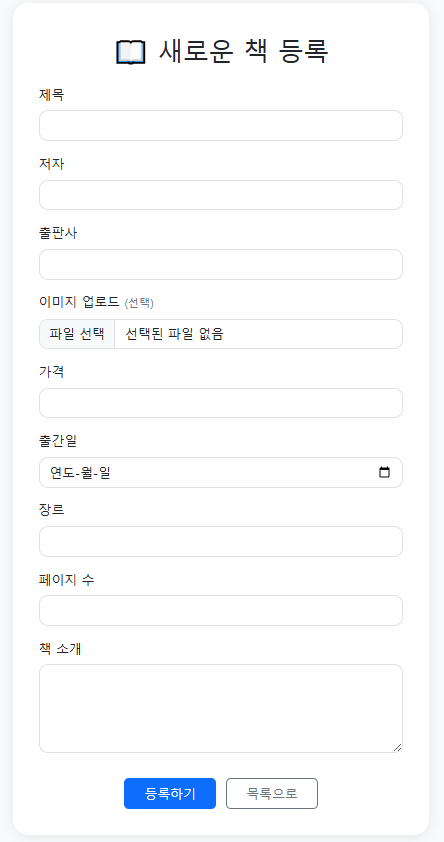 📖 새로운 책 등록
제목
저자
출판사
이미지 업로드 (선택)
파일 선택 선택된 파일 없음
가격
출간일
연도-월-일
장르
페이지 수
책 소개
등록하기 목록으로